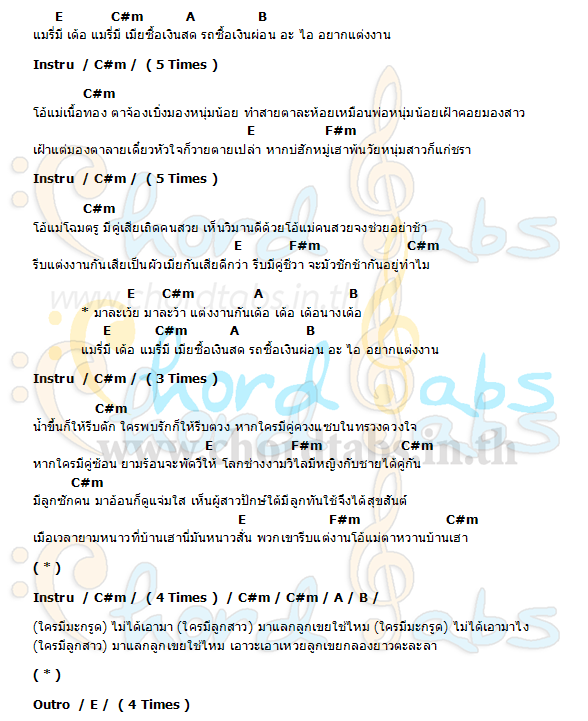 E C#m A B
แมรี่มี เด้อ แมรี่มี เมียซื้อเงินสด รถซื้อเงินผ่อน อะ ไอ อยากแต่งงาน
Instru / C#m / ( 5 Times )
C#m
โอ้แม่เนื้อทอง ตาจ้องเบิ่งมองหนุ่มน้อย ทำสายตาละห้อยเหมือนพ่อหนุ่มน้อยเฝ้าคอยมองสาว
E F#m
เฝ้าแต่มองตาลายเดี๋ยวหัวใจก็วายตายเปล่า หากบ่ฮักหมู่เฮาพ้นวัยหนุ่มสาวก็แก่ชรา
Instru / C#m / ( 5 Times )
C#m
โอ้แม่โฉมตรู มีคู่เสียเถิดคนสวย เห็นวิมานดีด้วยโอ้แม่คนสวยจงช่วยอย่าช้า
E F#m C#m
รีบแต่งงานกันเสียเป็นผัวเมียกันเสียดีกว่า รีบมีคู่ชีวา จะมัวชักช้ากันอยู่ทำไม
www.chordtabs.in.th
E C#m A B
* มาละเว้ย มาละว้า แต่งงานกันเด้อ เด้อ เด้อนางเด้อ
E C#m A B
แมรี่มี เด้อ แมรี่มี เมียซื้อเงินสด รถซื้อเงินผ่อน อะ ไอ อยากแต่งงาน
Instru / C#m / ( 3 Times )
C#m
น้ำขึ้นก็ให้รีบตัก ใครพบรักก็ให้รีบตวง หากใครมีคู่ควงแซบในทรวงดวงใจ
www.chordtabs.in.th
E F#m C#m
หากใครมีคู่ซ้อน ยามร้อนจะพัดวีให้ โลกช่างงามวิไลมีหญิงกับชายได้คู่กัน
C#m
มีลูกซักคน มาอ้อนก็ดูแจ่มใส เห็นผู้สาวปักษ์ใต้มีลูกทันใช้จึงได้สุขสันต์
E F#m C#m
เมื่อเวลายามหนาวที่บ้านเฮานี่มันหนาวสั่น พวกเขารีบแต่งงานโอ้แม่ตาหวานบ้านเฮา
( * )
Instru / C#m / ( 4 Times ) / C#m / C#m / A / B /
(ใครมีมะกรูด) ไม่ได้เอามา (ใครมีลูกสาว) มาแลกลูกเขยใช่ไหม (ใครมีมะกรูด) ไม่ได้เอามาไง
(ใครมีลูกสาว) มาแลกลูกเขยใช่ไหม เอาวะเอาเหวยลูกเขยกลองยาวตะละลา
( * )
Outro / E / ( 4 Times )